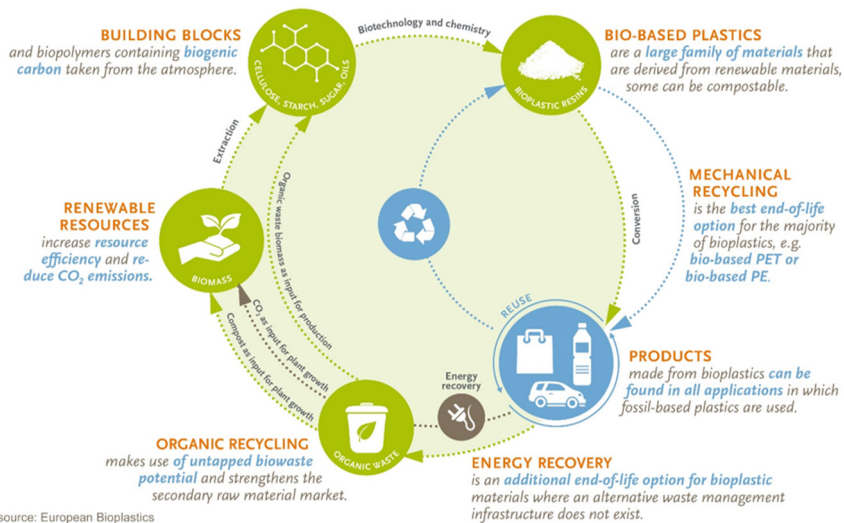 BUILDING BLOCKS
and biopolymers containing biogenic
carbon taken from the atmosphere.
CELLULOSE, STARCH, SUGAR, OILS
Biotechnology and chemistry
BIOPLASTIC RESINS
BIO-BASED PLASTICS
are a large family of materials that
are derived from renewable materials,
some can be compostable.
Extraction
Organic waste biomass as input for production
Conversion
MECHANICAL
RECYCLING
is the best end-of-life
option for the majority
of bioplastics, e.g.
bio-based PET or
bio-based PE.
RENEWABLE
RESOURCES
increase resource
efficiency and re-
duce CO₂ emissions.
BIOMASS
CO₂ as input for plant growth
Compost as input for plant growth
REUSE
PRODUCTS
made from bioplastics can be
found in all applications in which
fossil-based plastics are used.
Energy
recovery
ORGANIC WASTE
ORGANIC RECYCLING
makes use of untapped biowaste
potential and strengthens the
secondary raw material market.
ENERGY RECOVERY
is an additional end-of-life option for bioplastic
materials where an alternative waste management
infrastructure does not exist.
source: European Bioplastics